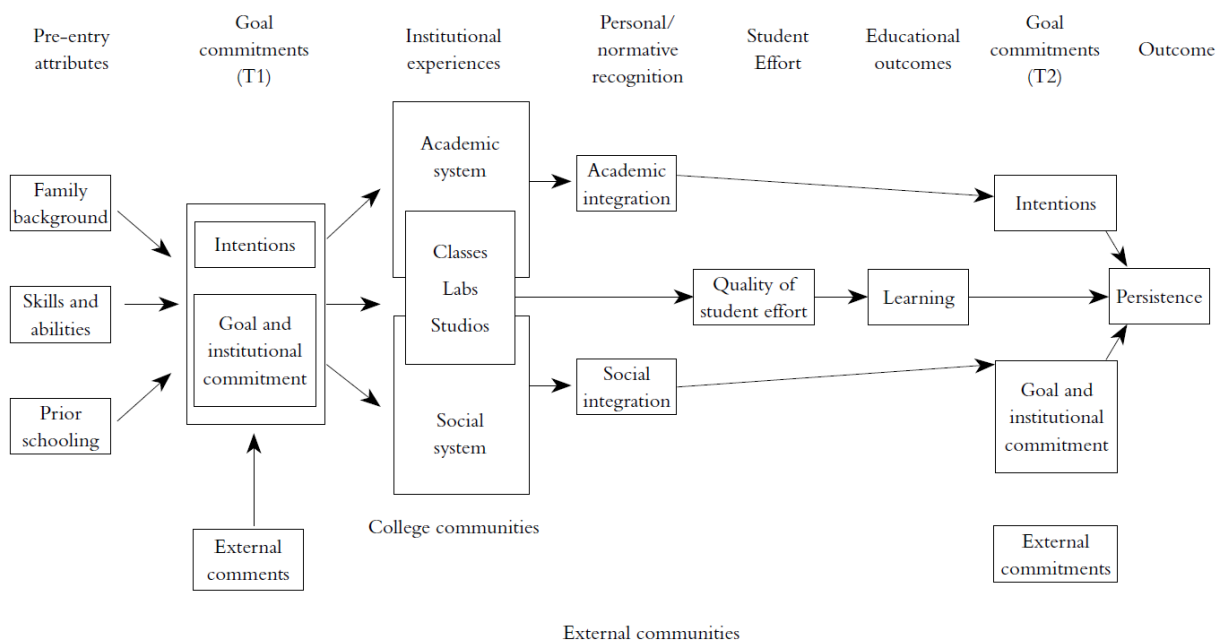 Pre-entry
attributes
Goal
commitments
(T1)
Institutional
experiences
Personal/
normative
recognition
Student
Effort
Educational
outcomes
Goal
commitments
(T2)
Outcome
Family
background
Skills and
abilities
Prior
schooling
Intentions
Goal and
institutional
commitment
External
comments
Academic
system
Classes
Labs
Studios
Social
system
College communities
Academic
integration
Social
integration
Quality of
student effort
Learning
Intentions
Goal and
institutional
commitment
External
commitments
Persistence
External communities